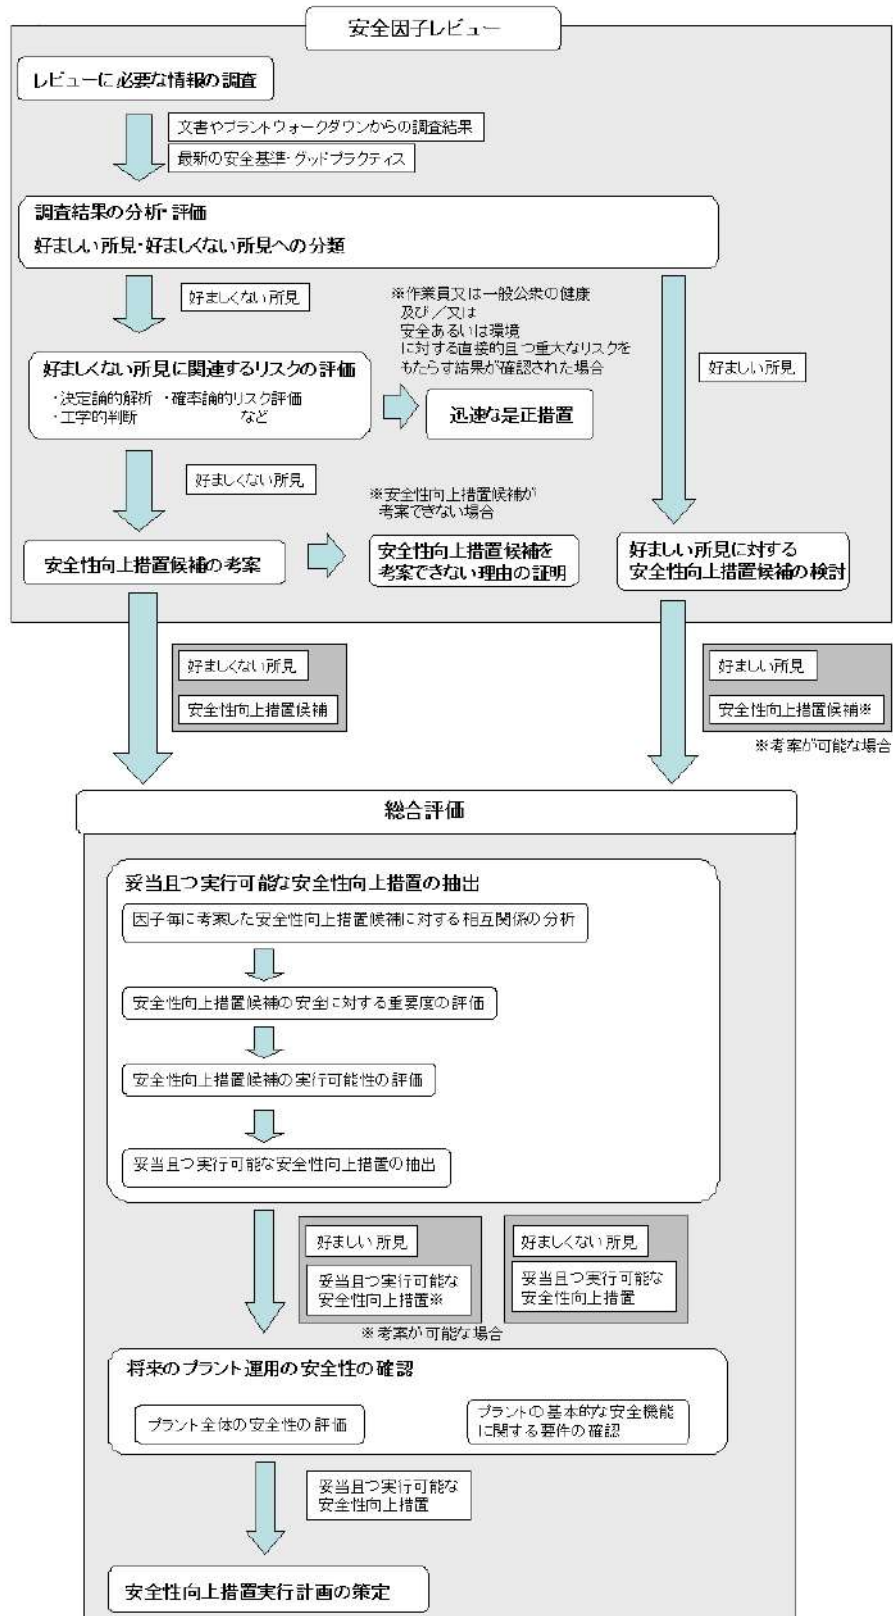 安全因子レビュー
レビューに必要な情報の調査
文書やプラントウォークダウンからの調査結果
最新の安全基準・グッドプラクティス
調査結果の分析・評価
好ましい所見・好ましくない所見への分類
好ましくない所見
※作業員又は一般公衆の健康
及び／又は
安全あるいは環境
に対する直接的且つ重大なリスクを
もたらす結果が確認された場合
好ましい所見
好ましくない所見に関連するリスクの評価
・決定論的解析 ・確率論的リスク評価
・工学的判断 など
迅速な是正措置
好ましくない所見
※安全性向上措置候補が
考案できない場合
安全性向上措置候補の考案
安全性向上措置候補を
考案できない理由の証明
好ましい所見に対する
安全性向上措置候補の検討
好ましくない所見
安全性向上措置候補
好ましい所見
安全性向上措置候補※
※考案が可能な場合
総合評価
妥当且つ実行可能な安全性向上措置の抽出
因子毎に考案した安全性向上措置候補に対する相互関係の分析
安全性向上措置候補の安全に対する重要度の評価
安全性向上措置候補の実行可能性の評価
妥当且つ実行可能な安全性向上措置の抽出
好ましい所見
妥当且つ実行可能な
安全性向上措置※
好ましくない所見
妥当且つ実行可能な
安全性向上措置
※考案が可能な場合
将来のプラント運用の安全性の確認
プラント全体の安全性の評価
プラントの基本的な安全機能
に関する要件の確認
妥当且つ実行可能な
安全性向上措置
安全性向上措置実行計画の策定